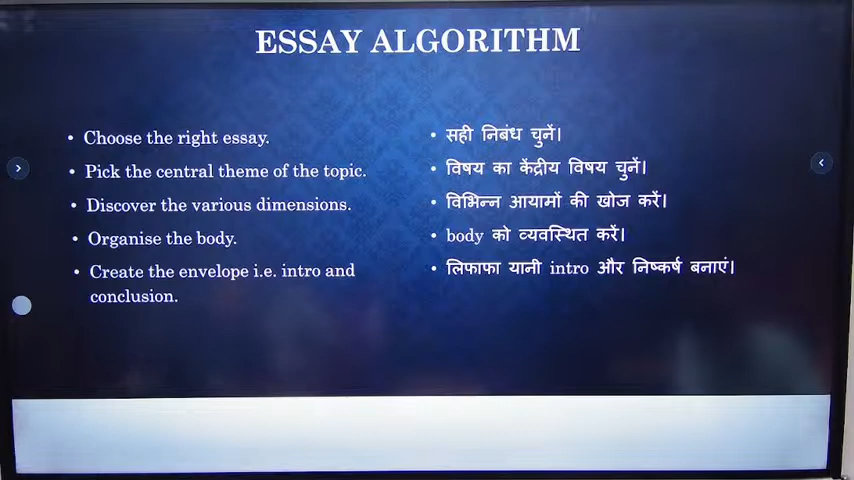 ESSAY ALGORITHM
• Choose the right essay.
• Pick the central theme of the topic.
• Discover the various dimensions.
• Organise the body.
• Create the envelope i.e. intro and
conclusion.
• सही निबंध चुनें।
• विषय का केंद्रीय विषय चुनें।
• विभिन्न आयामों की खोज करें।
• body को व्यवस्थित करें।
• लिफाफा यानी intro और निष्कर्ष बनाएं।